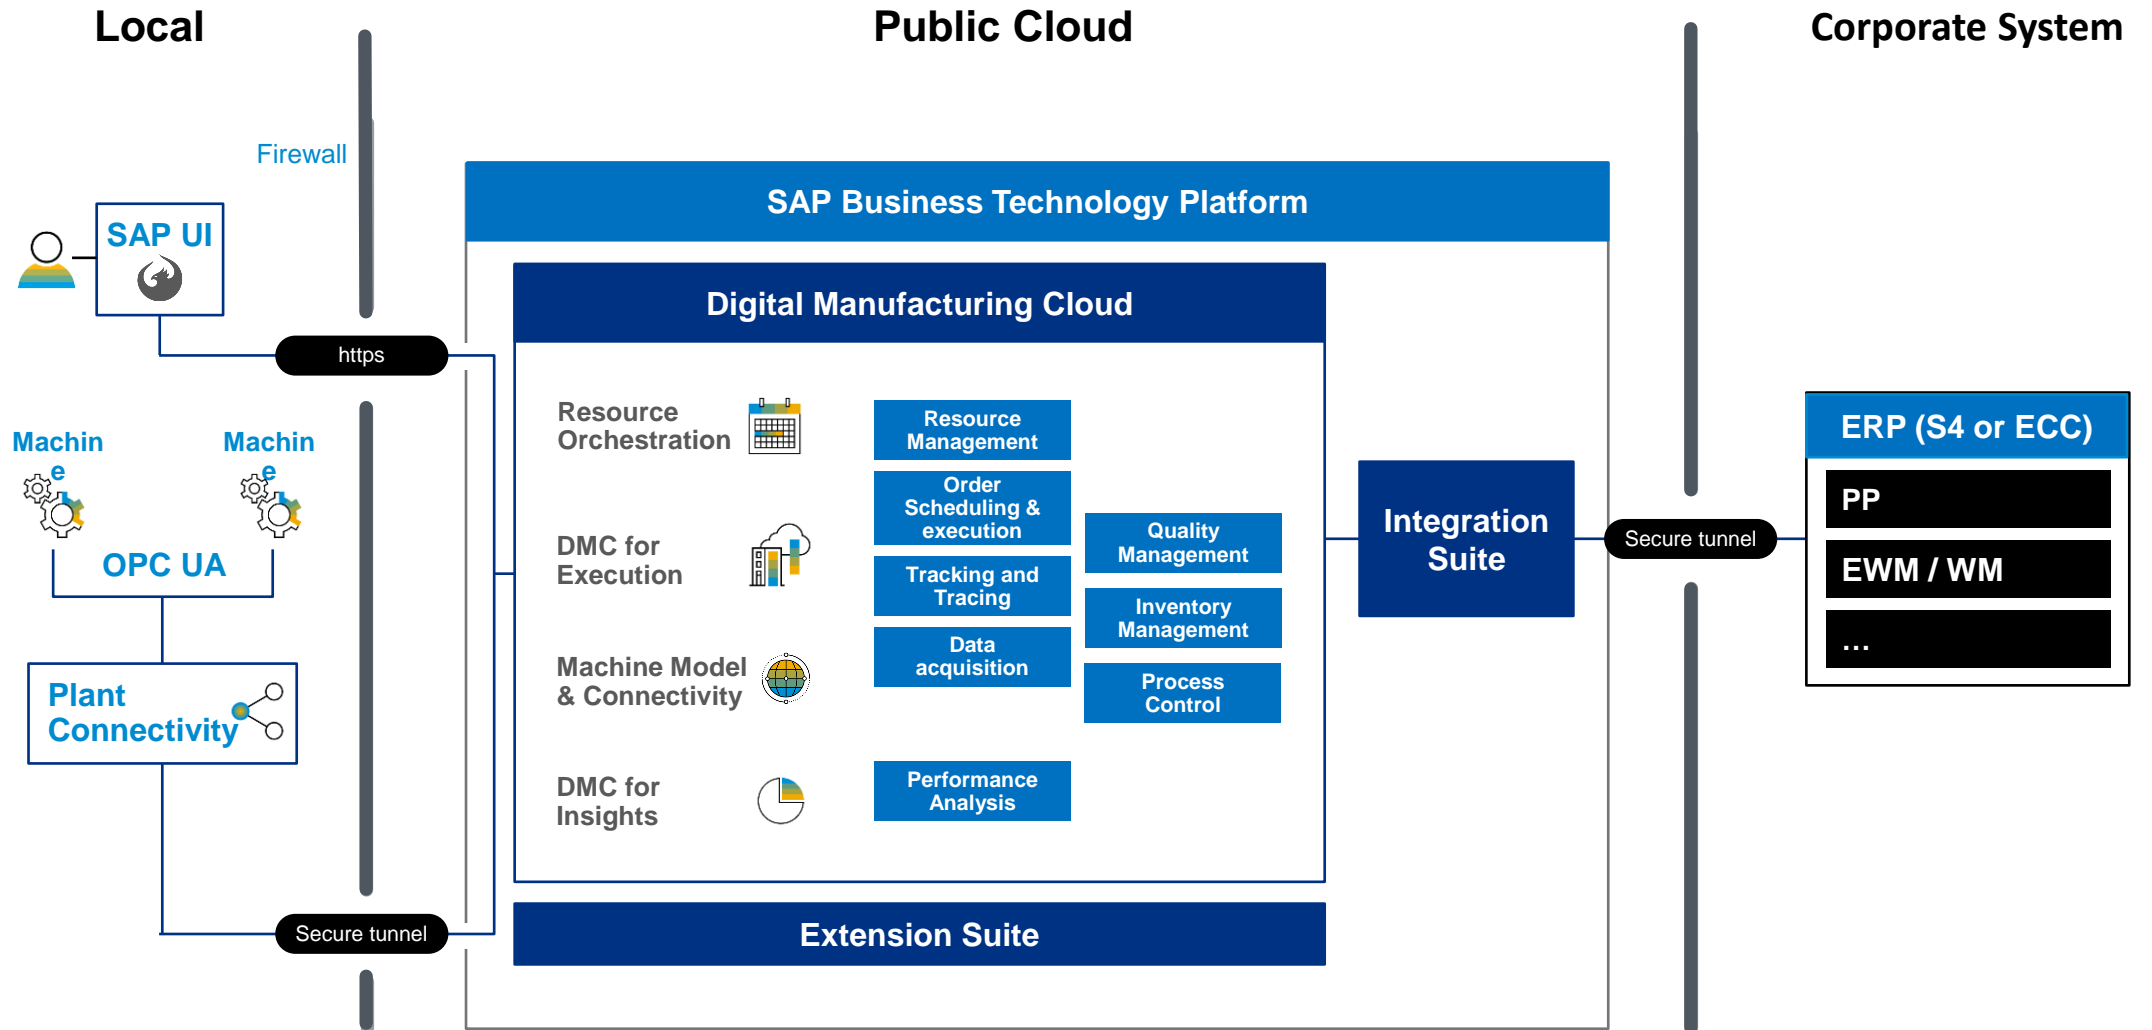 Local
Public Cloud
Corporate System
Firewall
SAP UI
https
Machin
e
Machin
e
OPC UA
Plant
Connectivity
Secure tunnel
SAP Business Technology Platform
Digital Manufacturing Cloud
Resource
Orchestration
DMC for
Execution
Machine Model
& Connectivity
DMC for
Insights
Resource
Management
Order
Scheduling &
execution
Tracking and
Tracing
Data
acquisition
Quality
Management
Inventory
Management
Process
Control
Performance
Analysis
Extension Suite
Integration
Suite
Secure tunnel
ERP (S4 or ECC)
PP
EWM / WM
...